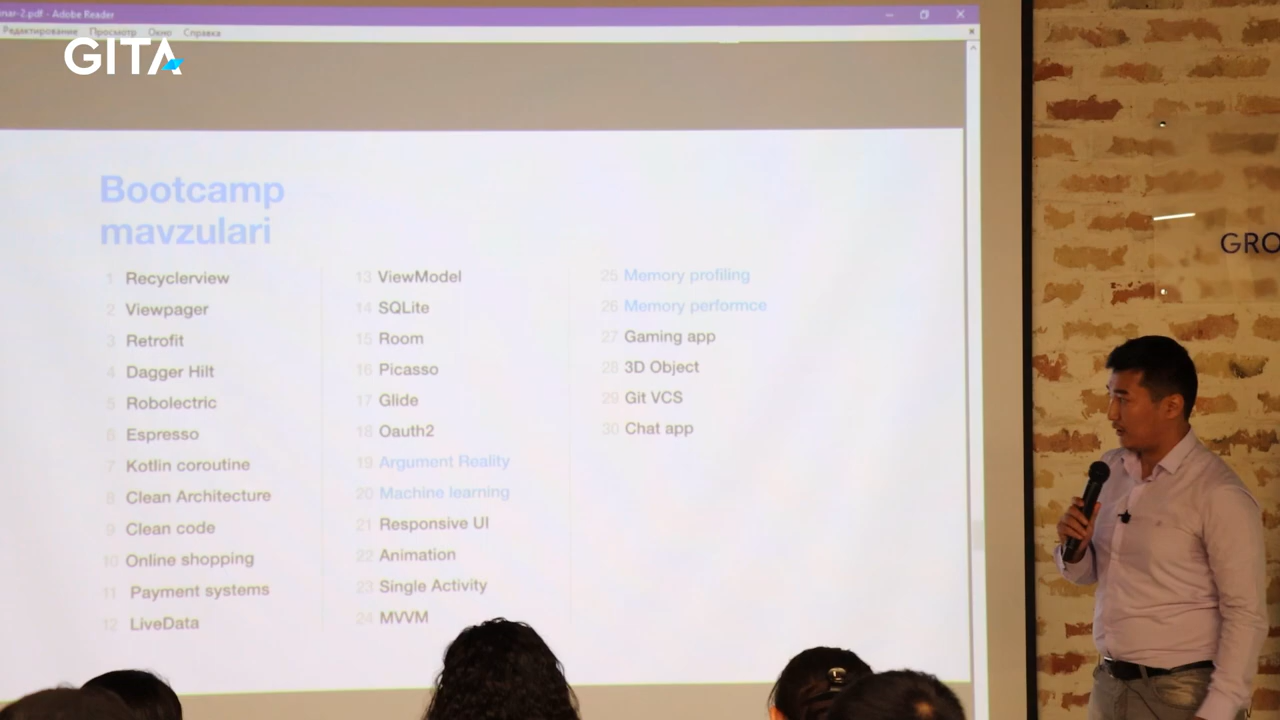 nar-2.pdf - Adobe Reader
Редактирование Просмотр Окно Справка
GITA
Bootcamp
mavzulari
1 Recyclerview
2 Viewpager
3 Retrofit
4 Dagger Hilt
5 Robolectric
6 Espresso
7 Kotlin coroutine
8 Clean Architecture
9 Clean code
10 Online shopping
11 Payment systems
12 LiveData
13 ViewModel
14 SQLite
15 Room
16 Picasso
17 Glide
18 Oauth2
19 Argument Reality
20 Machine learning
21 Responsive UI
22 Animation
23 Single Activity
24 MVVM
25 Memory profiling
26 Memory performce
27 Gaming app
28 3D Object
29 Git VCS
30 Chat app
GRO